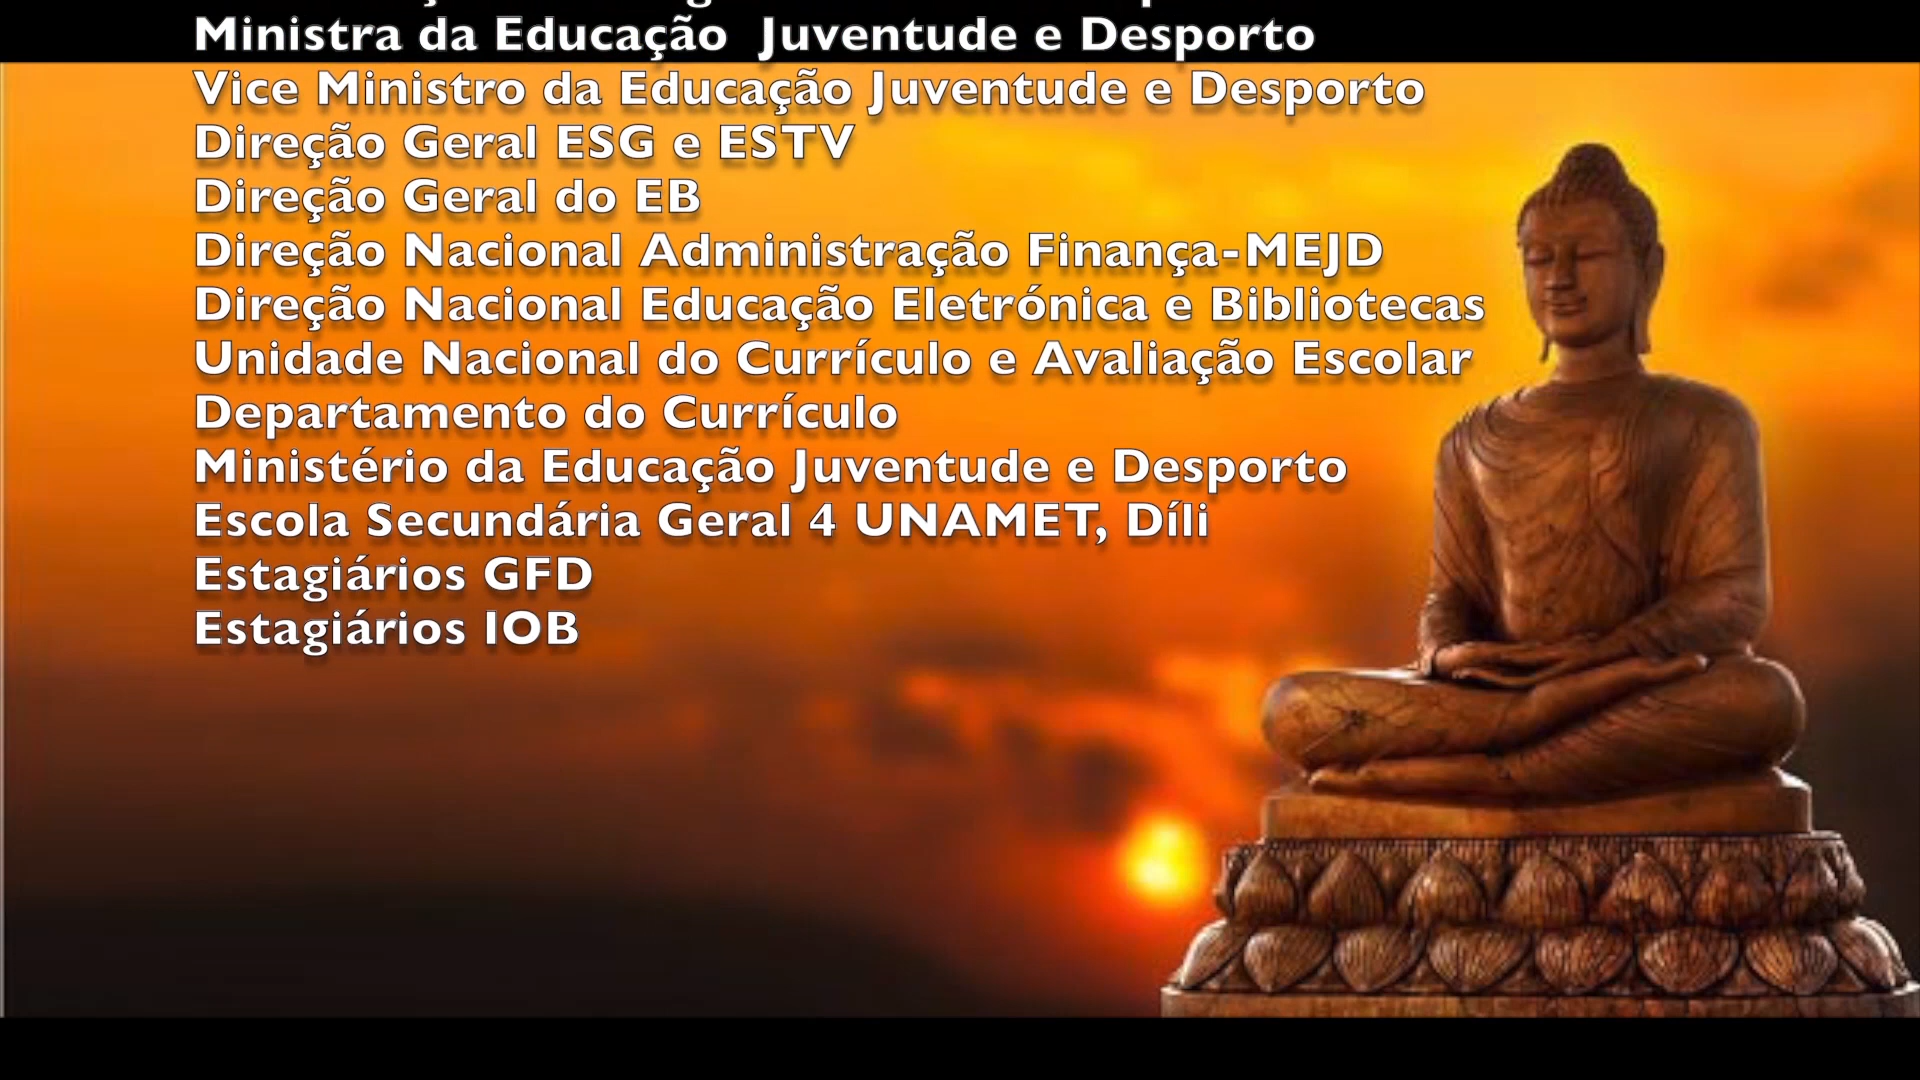 Ministra da Educação Juventude e Desporto
Vice Ministro da Educação Juventude e Desporto
Direção Geral ESG e ESTV
Direção Geral do EB
Direção Nacional Administração Finança-MEJD
Direção Nacional Educação Eletrónica e Bibliotecas
Unidade Nacional do Currículo e Avaliação Escolar
Departamento do Currículo
Ministério da Educação Juventude e Desporto
Escola Secundária Geral 4 UNAMET, Díli
Estagiários GFD
Estagiários IOB